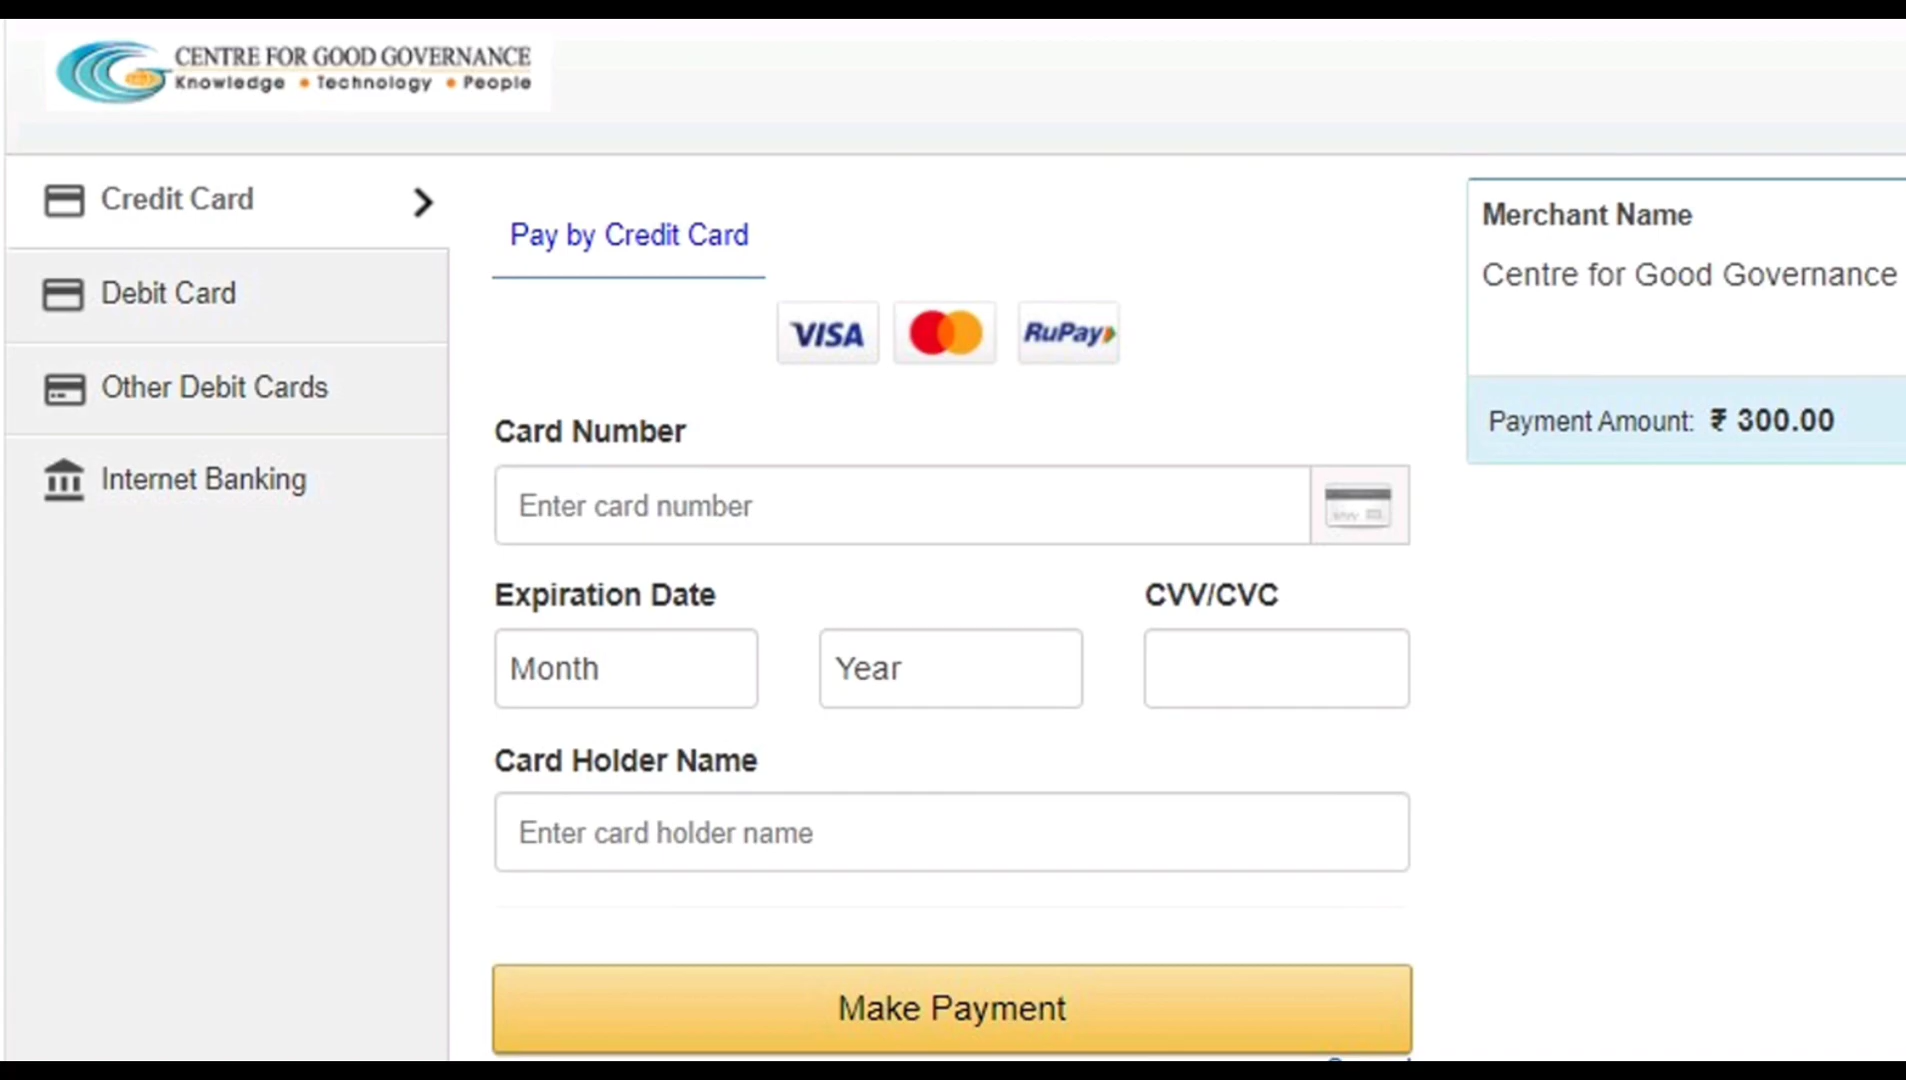 CENTRE FOR GOOD GOVERNANCE
Knowledge • Technology • People
Credit Card
Debit Card
Other Debit Cards
Internet Banking
Pay by Credit Card
VISA
RuPay
Card Number
Enter card number
Expiration Date
CVV/CVC
Month
Year
Card Holder Name
Enter card holder name
Make Payment
Merchant Name
Centre for Good Governance
Payment Amount: ₹ 300.00